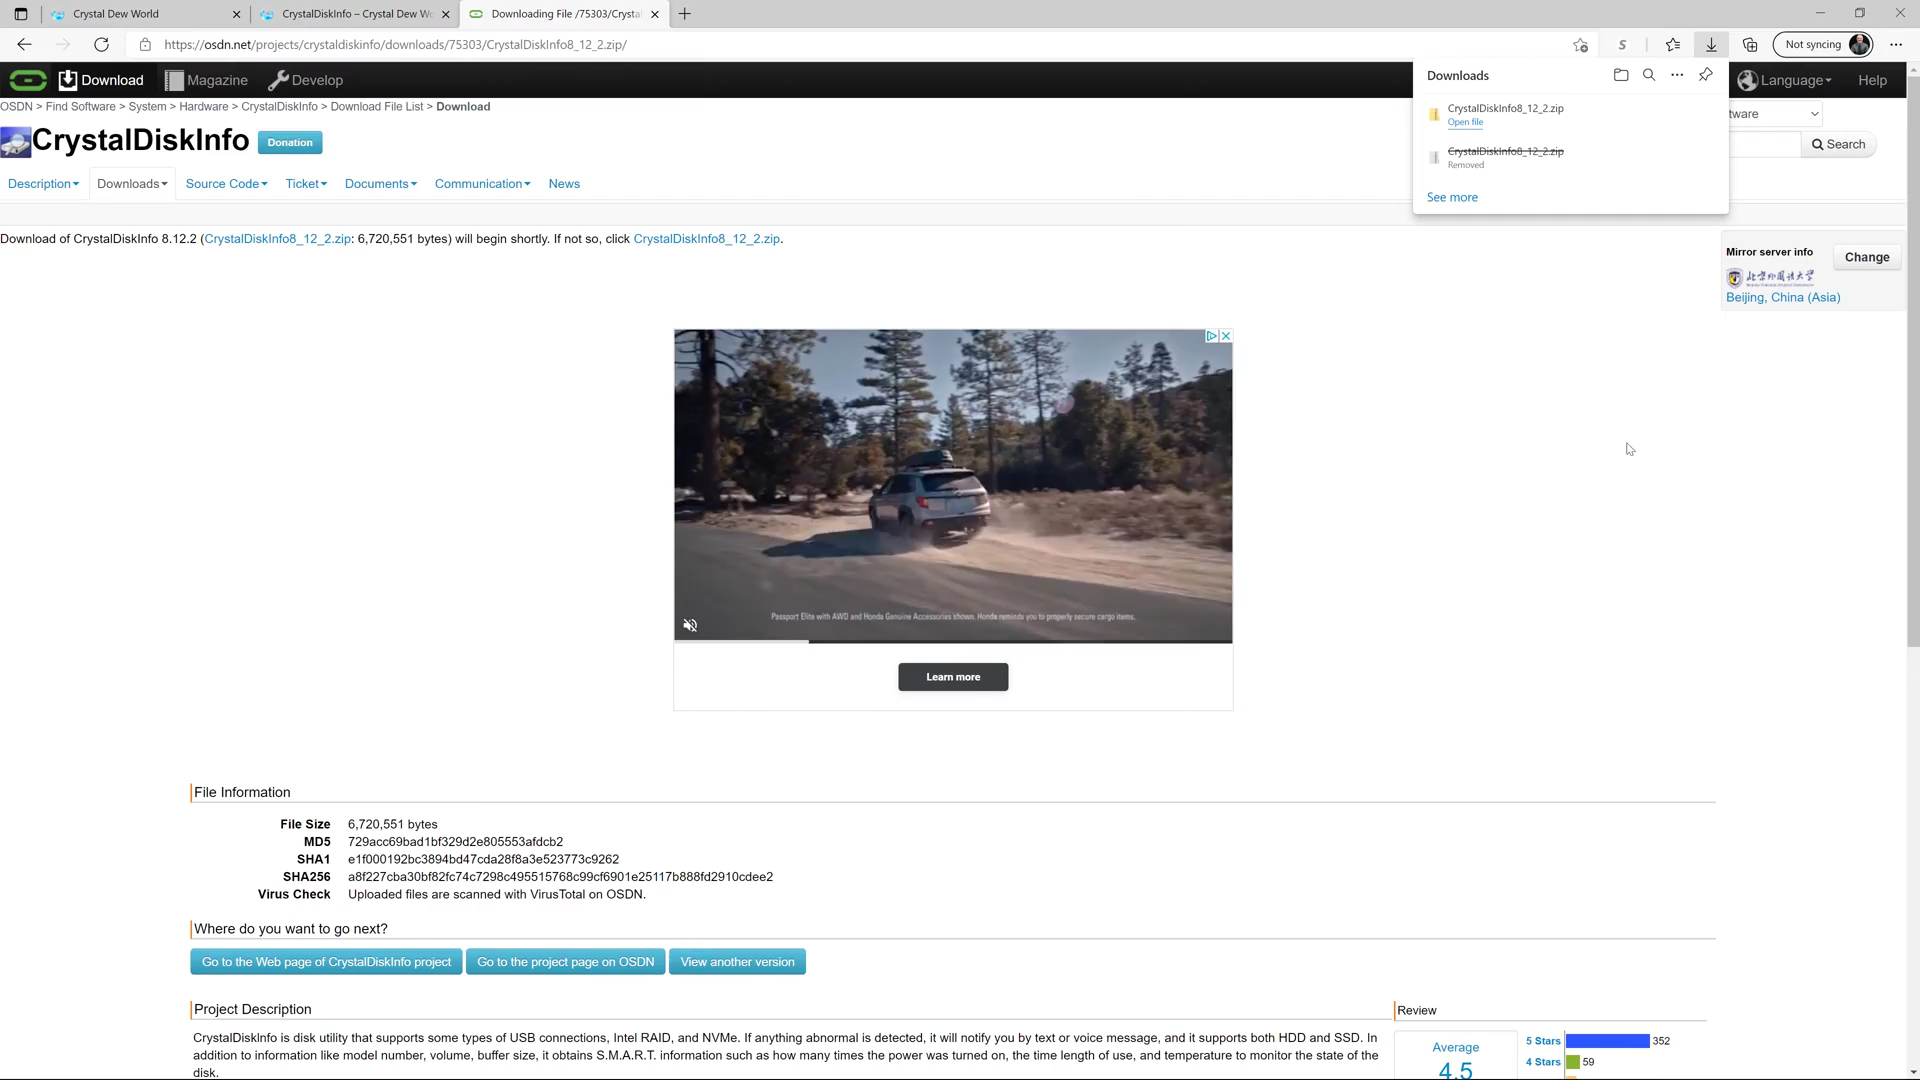 Crystal Dew World
CrystalDiskInfo – Crystal Dew Wo
Downloading File /75303/Crystal
https://osdn.net/projects/crystaldiskinfo/downloads/75303/CrystalDiskInfo8_12_2.zip/
Not syncing
Download
Magazine
Develop
Language
Help
Downloads
CrystalDiskInfo8_12_2.zip
Open file
CrystalDiskInfo8_12_2.zip
Removed
See more
OSDN > Find Software > System > Hardware > CrystalDiskInfo > Download File List > Download
tware
CrystalDiskInfo
Donation
Search
Description
Downloads
Source Code
Ticket
Documents
Communication
News
Download of CrystalDiskInfo 8.12.2 (CrystalDiskInfo8_12_2.zip: 6,720,551 bytes) will begin shortly. If not so, click CrystalDiskInfo8_12_2.zip.
Mirror server info
Change
北京外国语大学
Beijing, China (Asia)
Passport Elite with AWD and Honda Genuine Accessories shown. Honda reminds you to properly secure cargo items.
Learn more
File Information
File Size 6,720,551 bytes
MD5 729acc69bad1bf329d2e805553afdcb2
SHA1 e1f000192bc3894bd47cda28f8a3e523773c9262
SHA256 a8f227cba30bf82fc74c7298c495515768c99cf6901e25117b888fd2910cdee2
Virus Check Uploaded files are scanned with VirusTotal on OSDN.
Where do you want to go next?
Go to the Web page of CrystalDiskInfo project
Go to the project page on OSDN
View another version
Project Description
CrystalDiskInfo is disk utility that supports some types of USB connections, Intel RAID, and NVMe. If anything abnormal is detected, it will notify you by text or voice message, and it supports both HDD and SSD. In
addition to information like model number, volume, buffer size, it obtains S.M.A.R.T. information such as how many times the power was turned on, the time length of use, and temperature to monitor the state of the
disk.
Review
Average
4.5
5 Stars 352
4 Stars 59